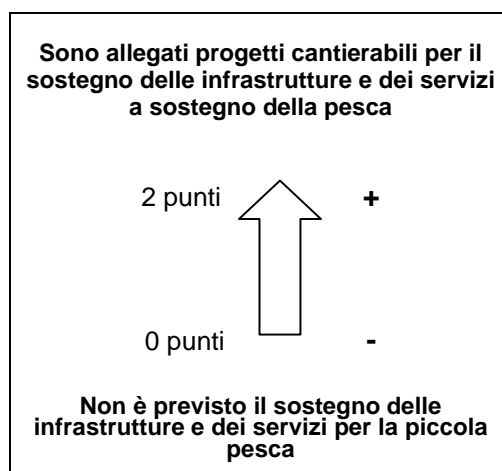 Sono allegati progetti cantierabili per il
sostegno delle infrastrutture e dei servizi
a sostegno della pesca
2 punti +
0 punti -
Non è previsto il sostegno delle
infrastrutture e dei servizi per la piccola
pesca